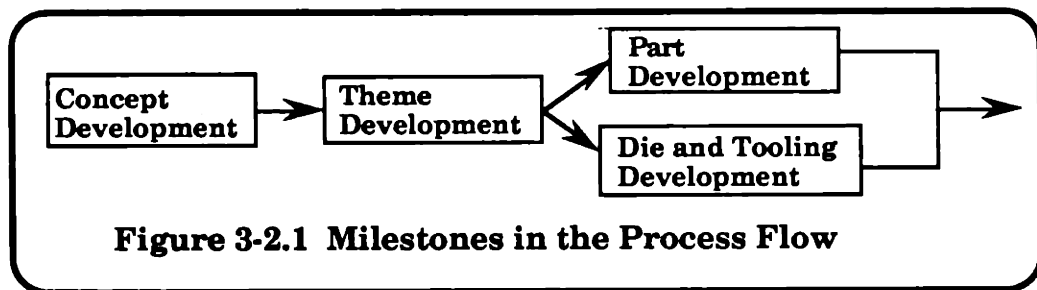 Concept
Development
Theme
Development
Part
Development
Die and Tooling
Development
Figure 3-2.1 Milestones in the Process Flow